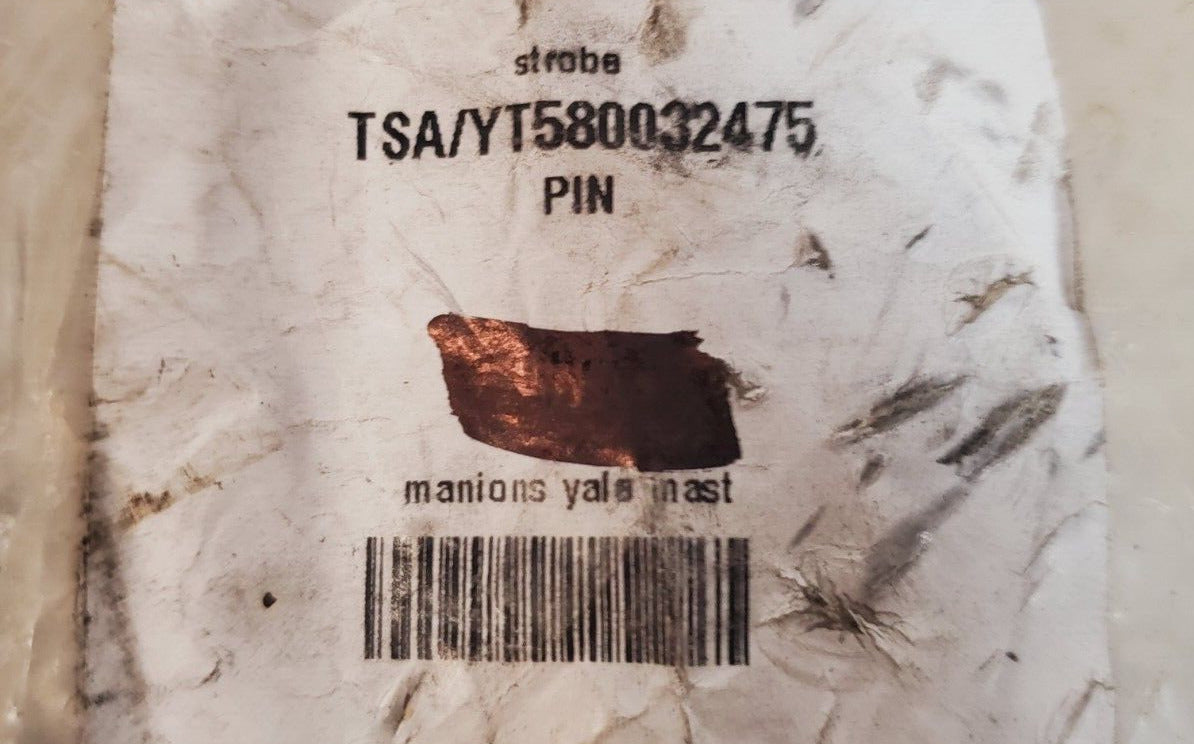 strobe
TSA/YT580032475
PIN
manions yale mast